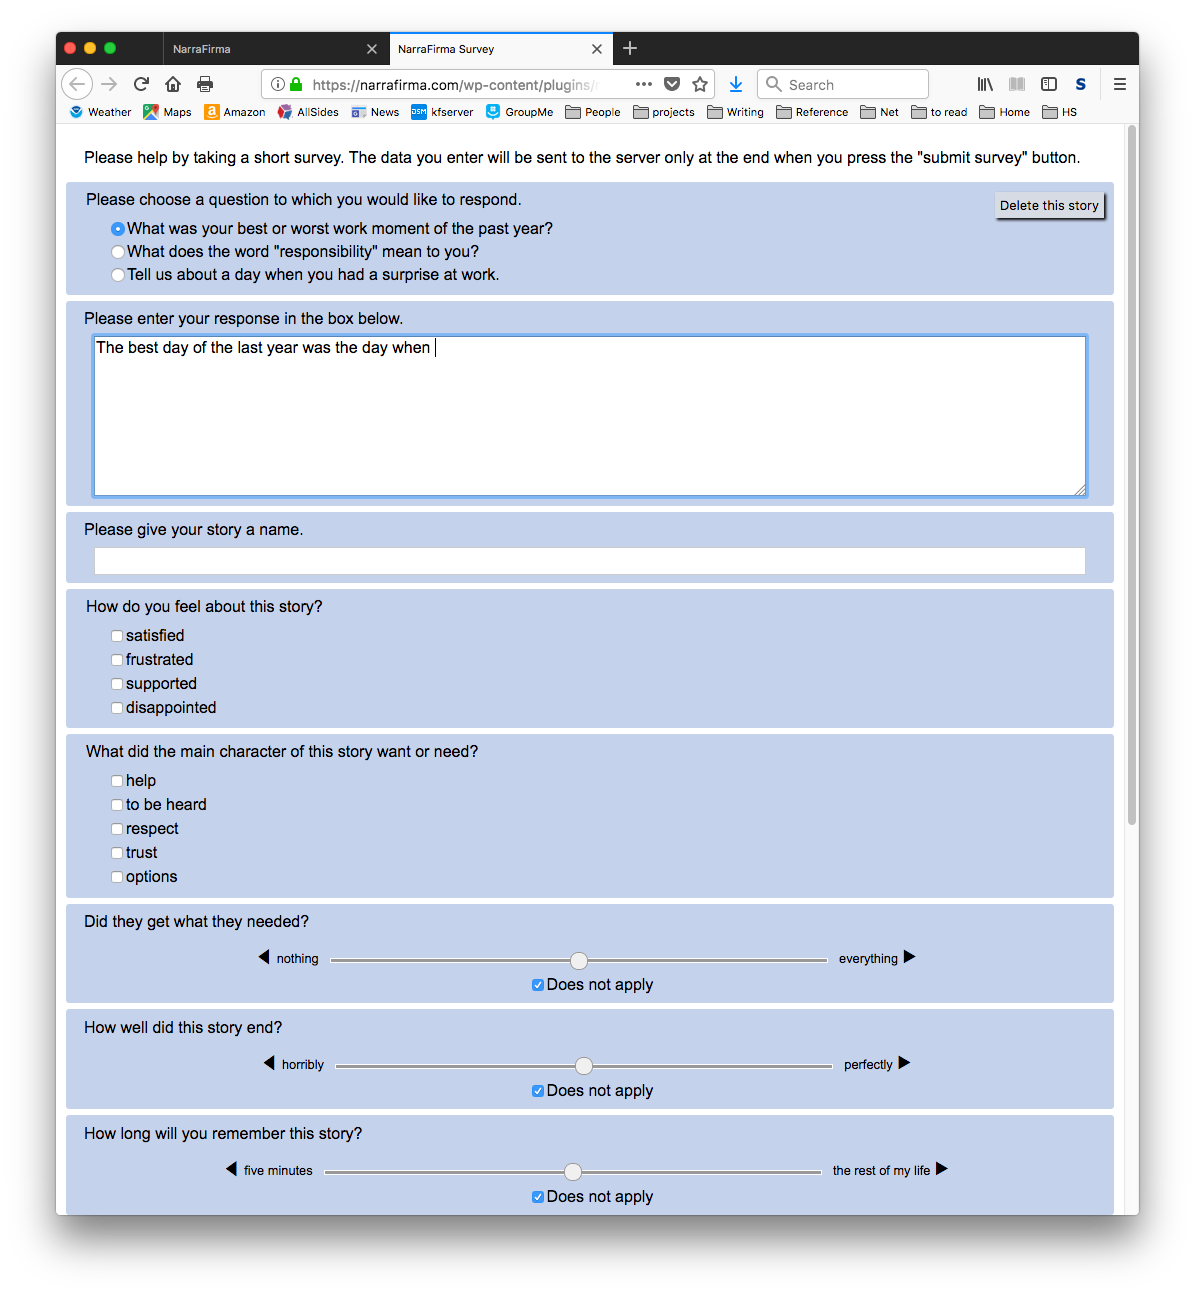 NarraFirma
NarraFirma Survey
https://narrafirma.com/wp-content/plugins/
Search
Weather Maps Amazon AllSides News kfserver GroupMe People projects Writing Reference Net to read Home HS
Please help by taking a short survey. The data you enter will be sent to the server only at the end when you press the "submit survey" button.
Please choose a question to which you would like to respond.
Delete this story
What was your best or worst work moment of the past year?
What does the word "responsibility" mean to you?
Tell us about a day when you had a surprise at work.
Please enter your response in the box below.
The best day of the last year was the day when
Please give your story a name.
How do you feel about this story?
satisfied
frustrated
supported
disappointed
What did the main character of this story want or need?
help
to be heard
respect
trust
options
Did they get what they needed?
nothing everything
Does not apply
How well did this story end?
horribly perfectly
Does not apply
How long will you remember this story?
five minutes the rest of my life
Does not apply